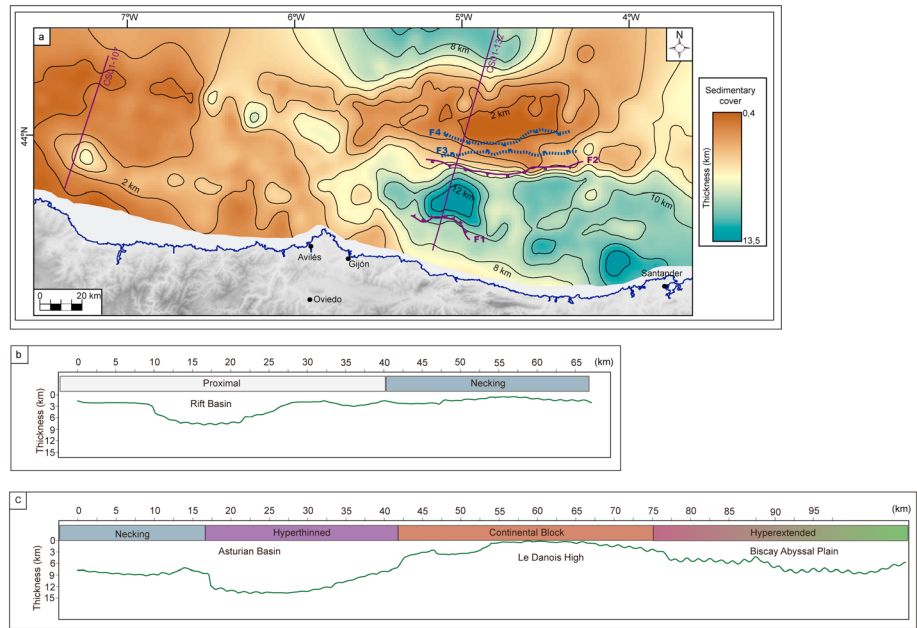 7°W 6°W 5°W 4°W
a
N
CS01-107
8 km
CS01-132
2 km
F4
F3
F2
44°N
12 km
10 km
2 km
F1
8 km
Avilés
Gijón
Oviedo
Santander
0 20 km
Sedimentary
cover
Thickness (km)
0,4
13,5
b
0 5 10 15 20 25 30 35 40 45 50 55 60 65 (km)
Proximal Necking
Rift Basin
Thickness (km)
0
3
6
9
12
15
c
0 5 10 15 20 25 30 35 40 45 50 55 60 65 70 75 80 85 90 95 (km)
Necking Hyperthinned Continental Block Hyperextended
Asturian Basin Le Danois High Biscay Abyssal Plain
Thickness (km)
0
3
6
9
12
15